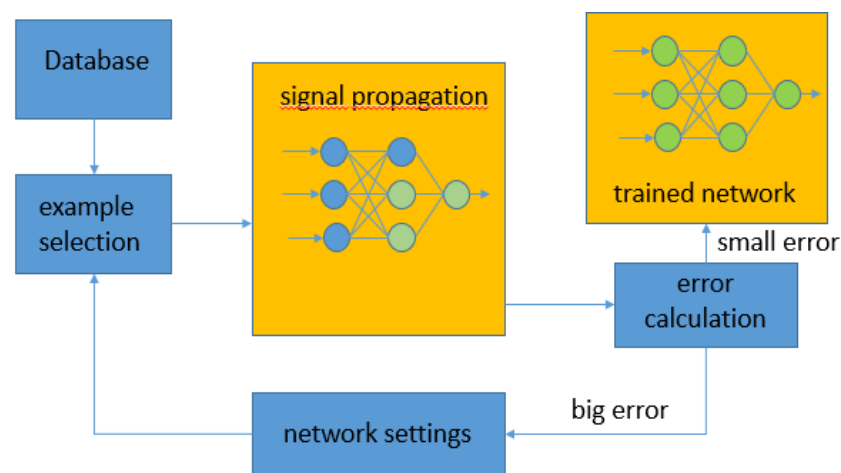 Database
example
selection
signal propagation
trained network
small error
error
calculation
big error
network settings